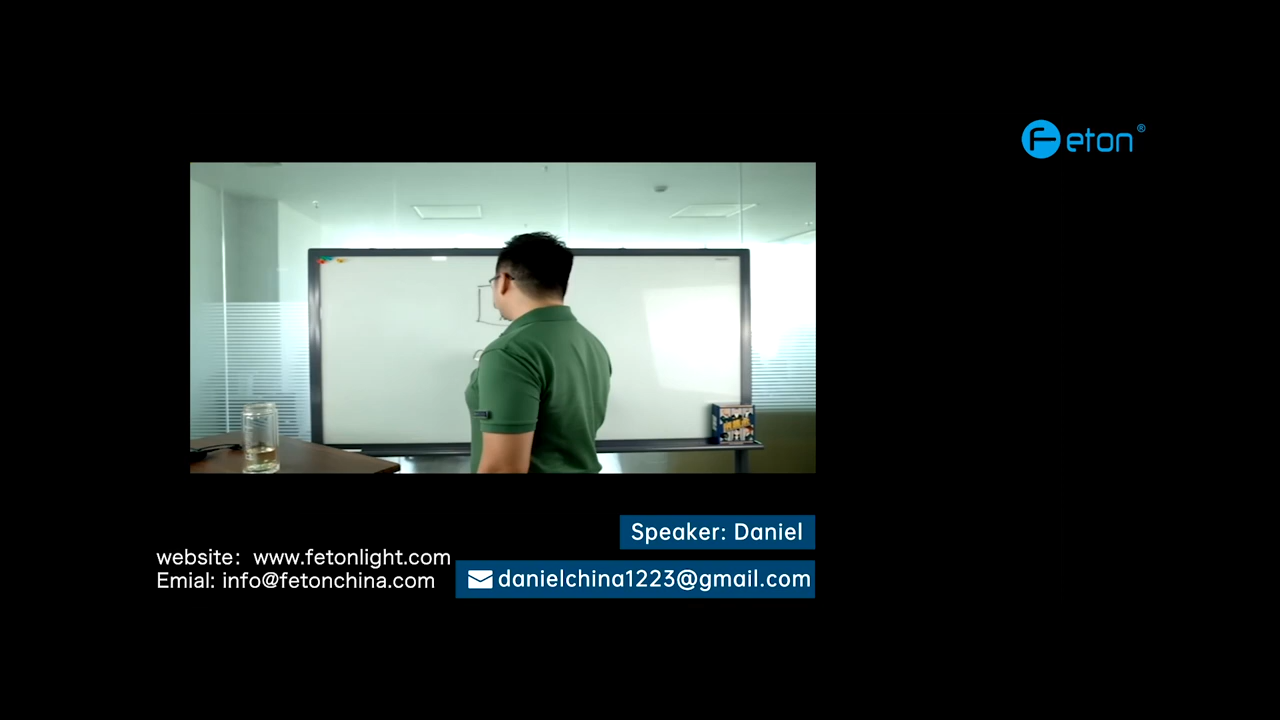 Feton®
Speaker: Daniel
website: www.fetonlight.com
Emial: info@fetonchina.com
danielchina1223@gmail.com